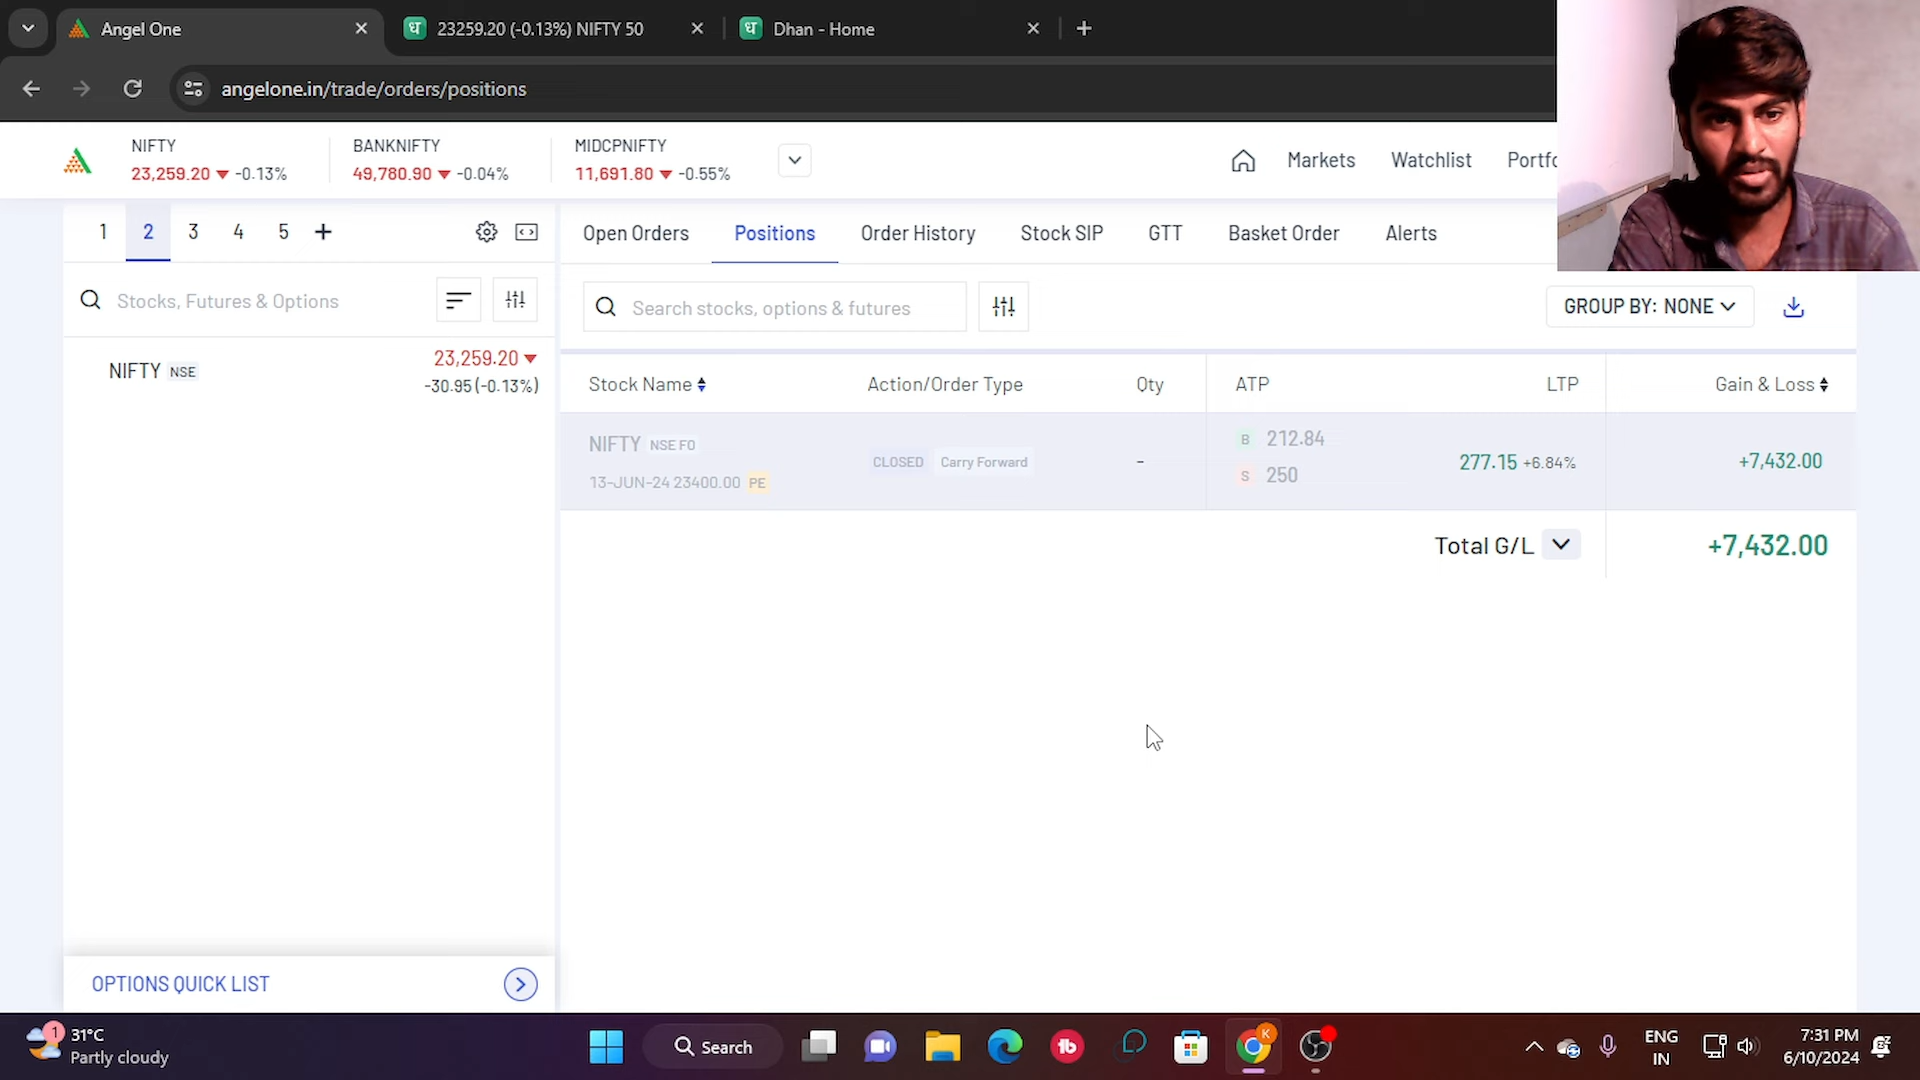 Angel One
23259.20 (-0.13%) NIFTY 50
Dhan - Home
angelone.in/trade/orders/positions
NIFTY
23,259.20 ▼ -0.13%
BANKNIFTY
49,780.90 ▼ -0.04%
MIDCPNIFTY
11,691.80 ▼ -0.55%
Markets
Watchlist
Portfo
1 2 3 4 5 +
Open Orders
Positions
Order History
Stock SIP
GTT
Basket Order
Alerts
Stocks, Futures & Options
Search stocks, options & futures
GROUP BY: NONE
NIFTY NSE
23,259.20 ▼
-30.95 (-0.13%)
Stock Name
Action/Order Type
Qty
ATP
LTP
Gain & Loss
NIFTY NSE FO
13-JUN-24 23400.00 PE
CLOSED Carry Forward
-
B 212.84
S 250
277.15 +6.84%
+7,432.00
Total G/L
+7,432.00
OPTIONS QUICK LIST
1
31°C
Partly cloudy
Search
K
ENG
IN
7:31 PM
6/10/2024